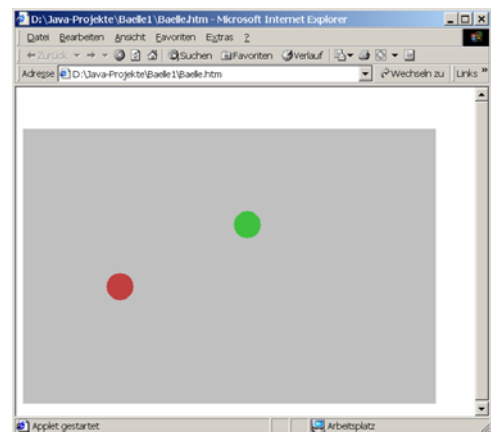 D:\Java-Projekte\Baelle1\Baelle.htm - Microsoft Internet Explorer
Datei Bearbeiten Ansicht Favoriten Extras ?
Zurück Suchen Favoriten Verlauf
Adresse D:\Java-Projekte\Baelle1\Baelle.htm Wechseln zu Links »
Applet gestartet Arbeitsplatz